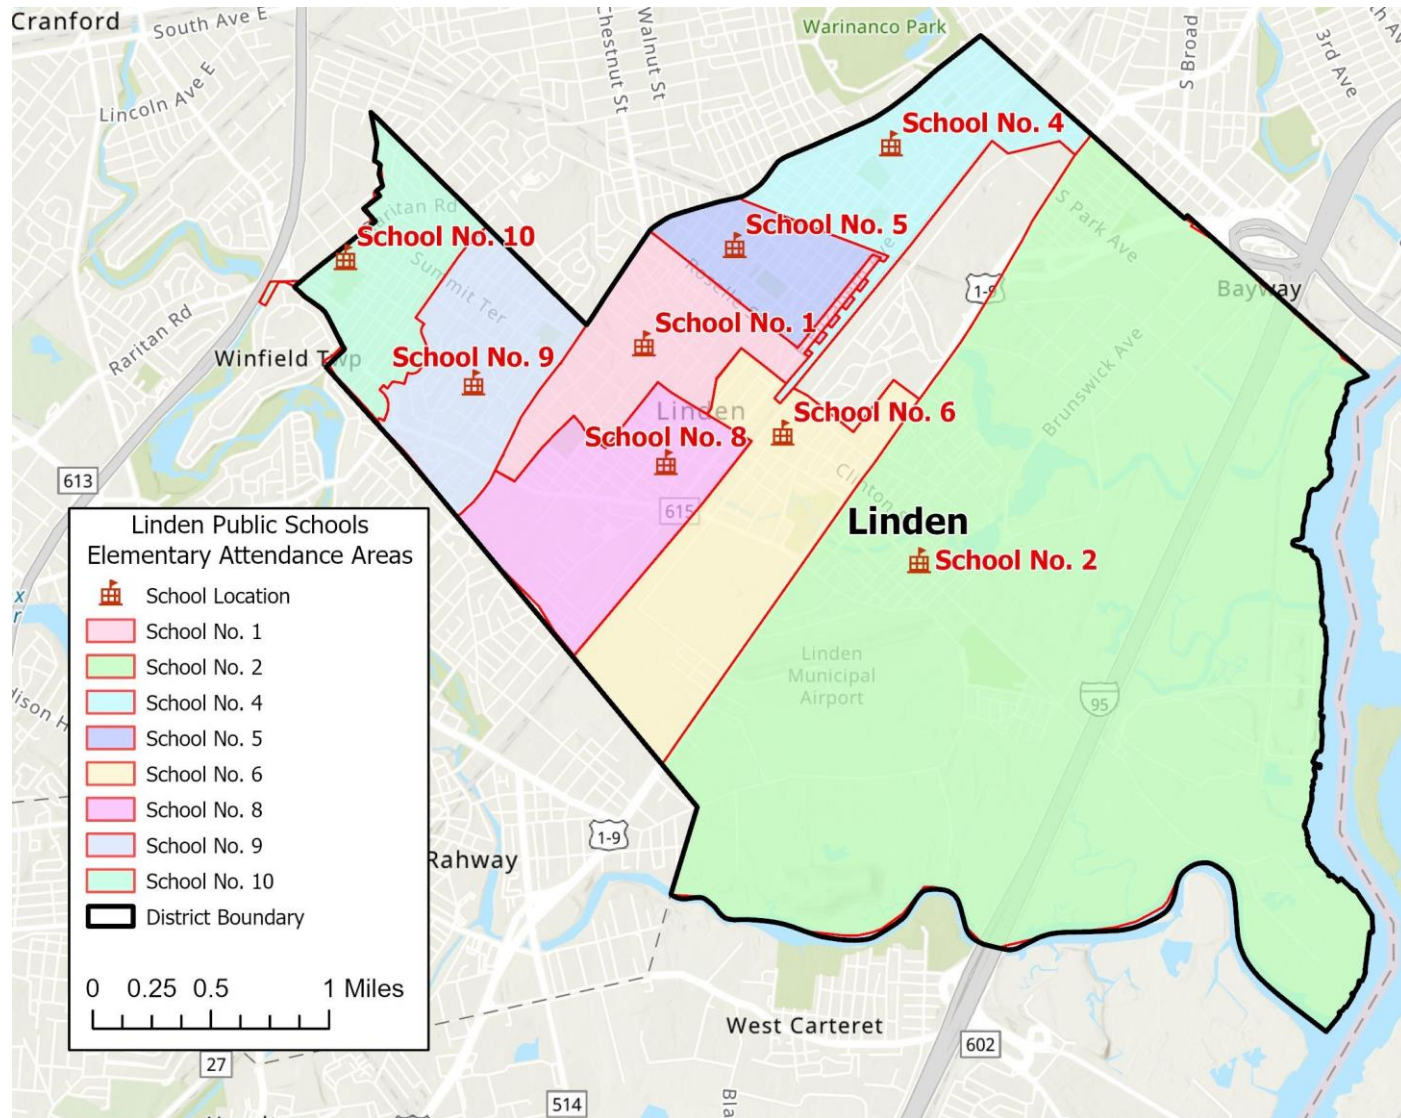 Cranford
South Ave E
Lincoln Ave E
Chestnut St
Walnut St
Warinanco Park
S Broad
3rd Ave
School No. 4
Raritan Rd
School No. 10
Summit Ter
School No. 5
S Park Ave
1-9
Bayway
Raritan Rd
Winfield Twp
School No. 9
School No. 1
Brunswick Ave
Linden
School No. 6
School No. 8
613
615
Linden
School No. 2
Linden
Municipal
Airport
95
Linden Public Schools
Elementary Attendance Areas
School Location
School No. 1
School No. 2
School No. 4
School No. 5
School No. 6
School No. 8
School No. 9
School No. 10
District Boundary
0 0.25 0.5 1 Miles
1-9
Rahway
West Carteret
602
27
514